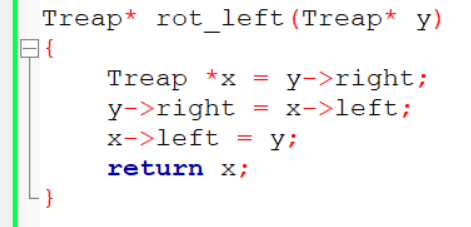 Treap* rot_left(Treap* y)
{
Treap *x = y->right;
y->right = x->left;
x->left = y;
return x;
}